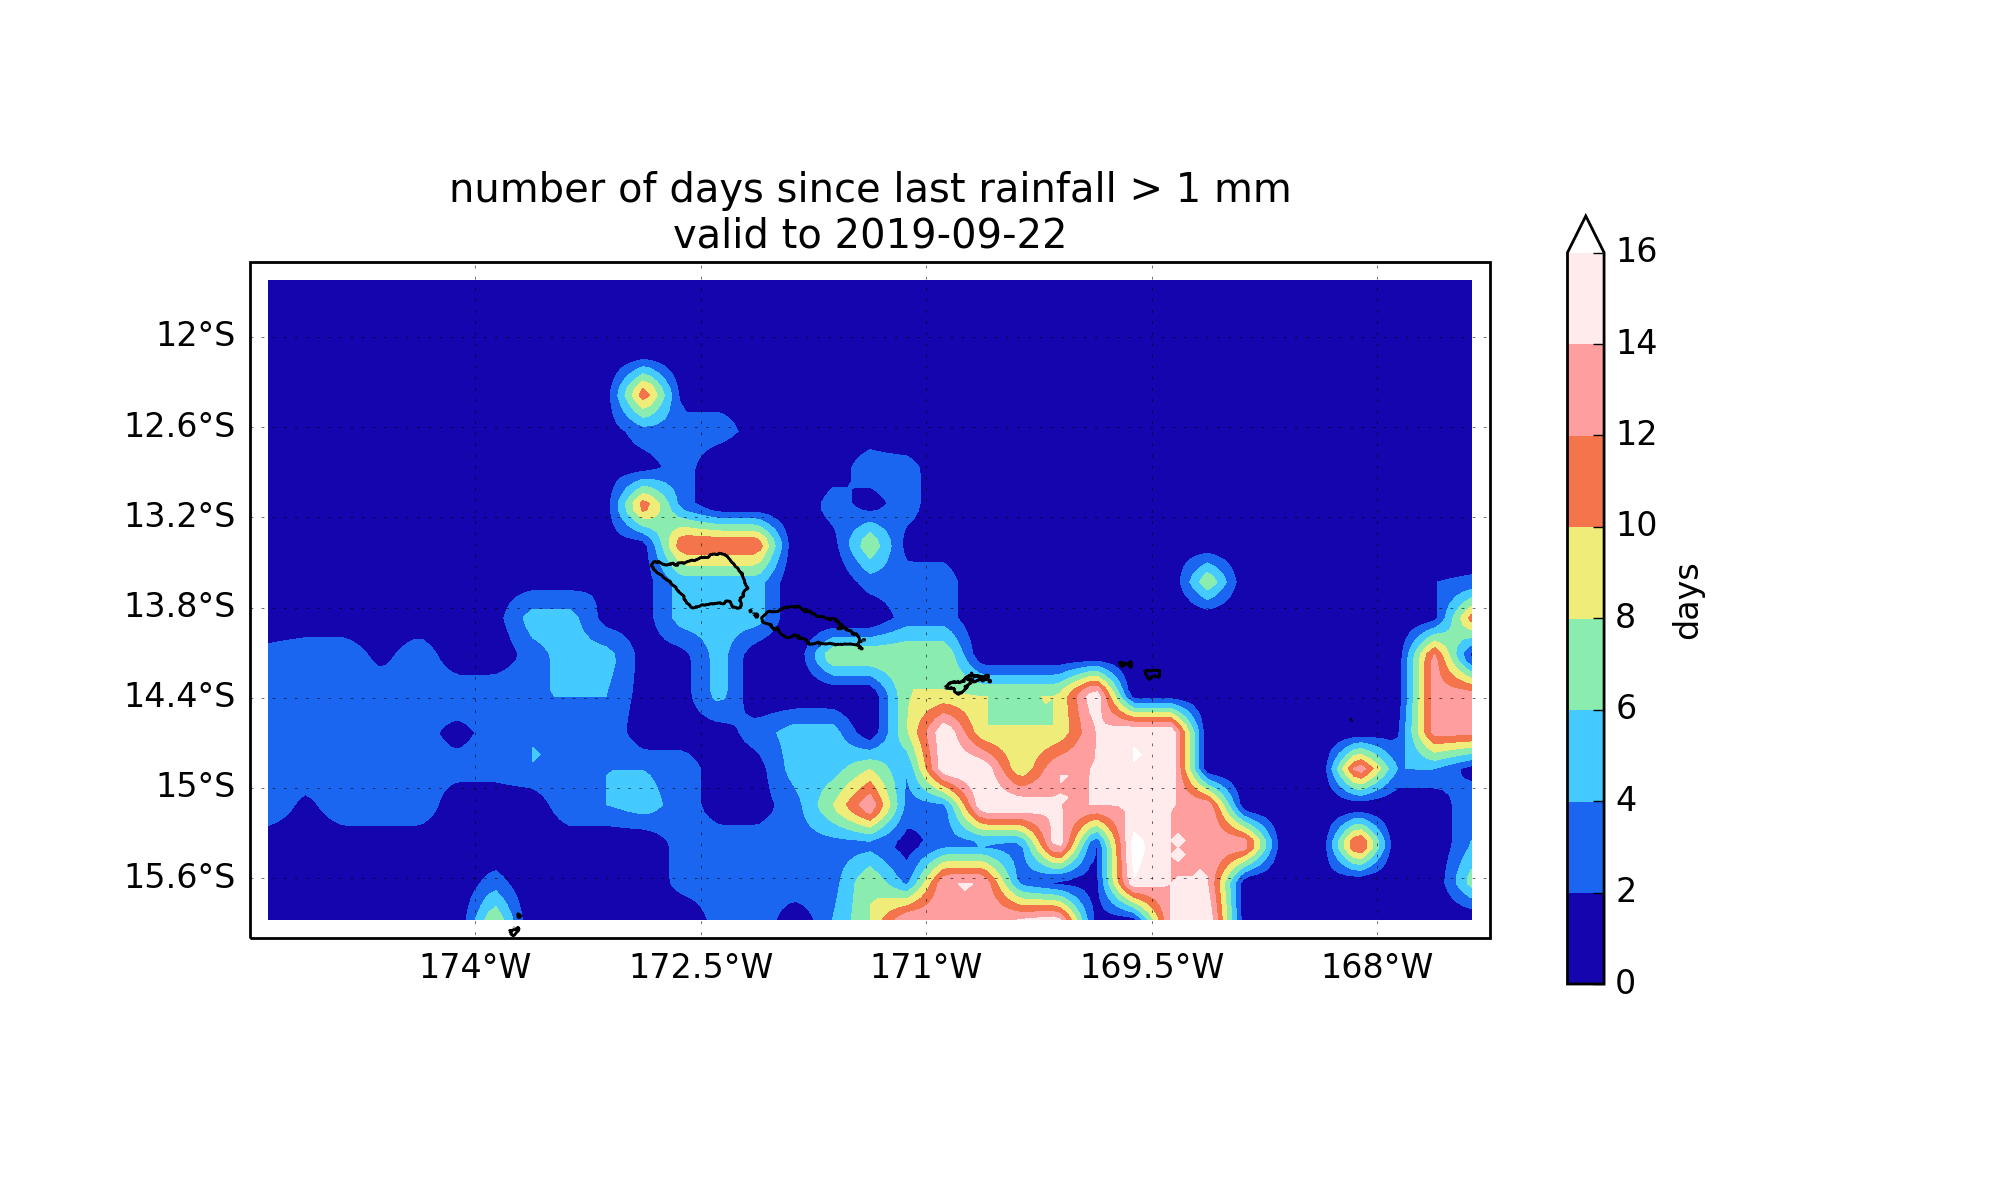 number of days since last rainfall > 1 mm
valid to 2019-09-22
12°S
12.6°S
13.2°S
13.8°S
14.4°S
15°S
15.6°S
174°W
172.5°W
171°W
169.5°W
168°W
16
14
12
10
8
6
4
2
0
days